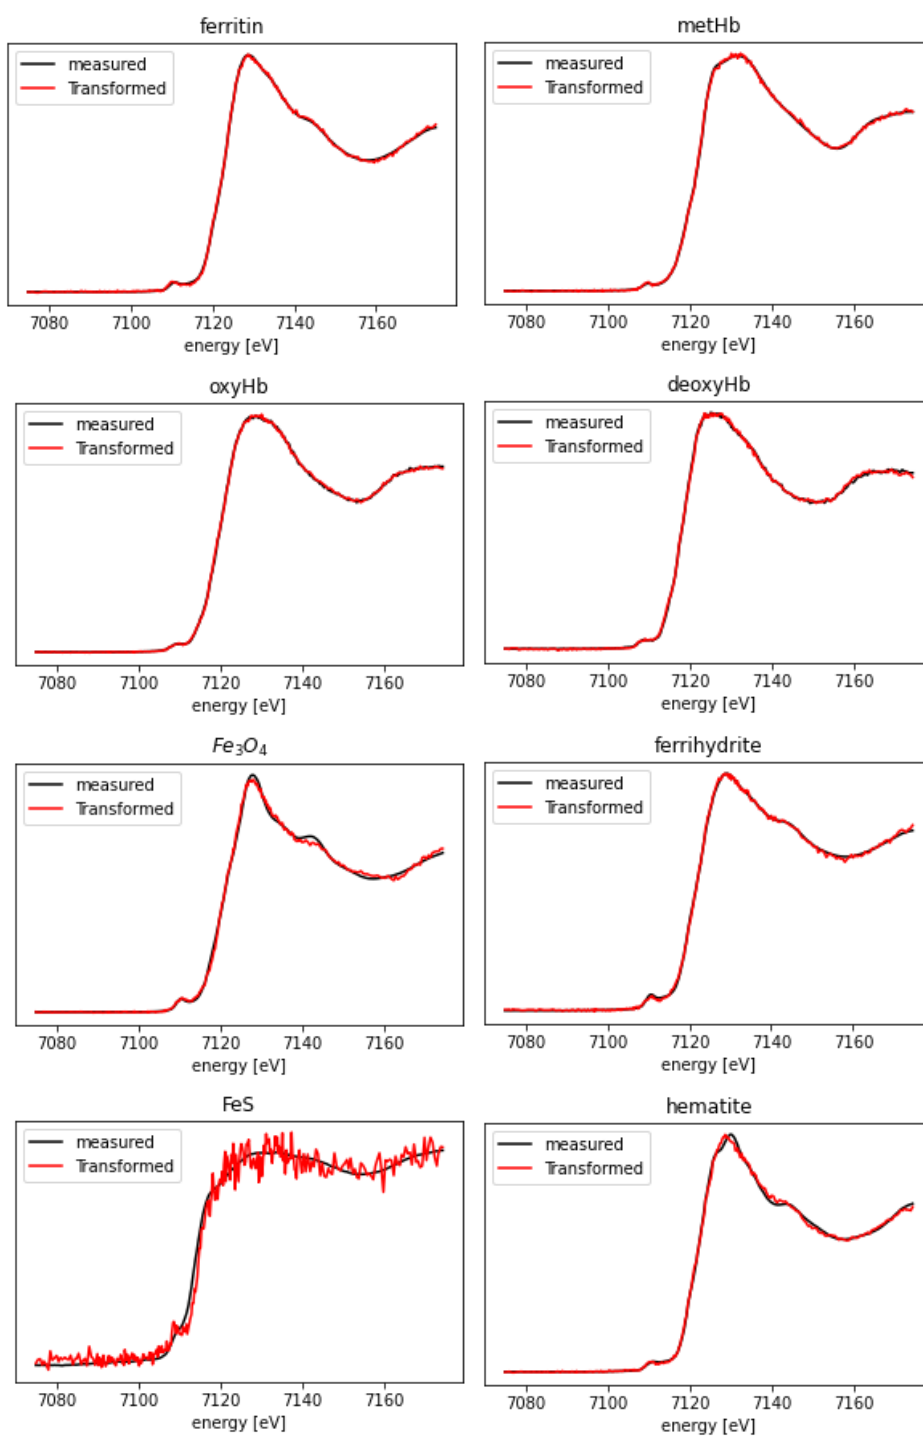 ferritin
measured
Transformed
7080 7100 7120 7140 7160
energy [eV]
metHb
measured
Transformed
7080 7100 7120 7140 7160
energy [eV]
oxyHb
measured
Transformed
7080 7100 7120 7140 7160
energy [eV]
deoxyHb
measured
Transformed
7080 7100 7120 7140 7160
energy [eV]
Fe₃O₄
measured
Transformed
7080 7100 7120 7140 7160
energy [eV]
ferrihydrite
measured
Transformed
7080 7100 7120 7140 7160
energy [eV]
FeS
measured
Transformed
7080 7100 7120 7140 7160
energy [eV]
hematite
measured
Transformed
7080 7100 7120 7140 7160
energy [eV]